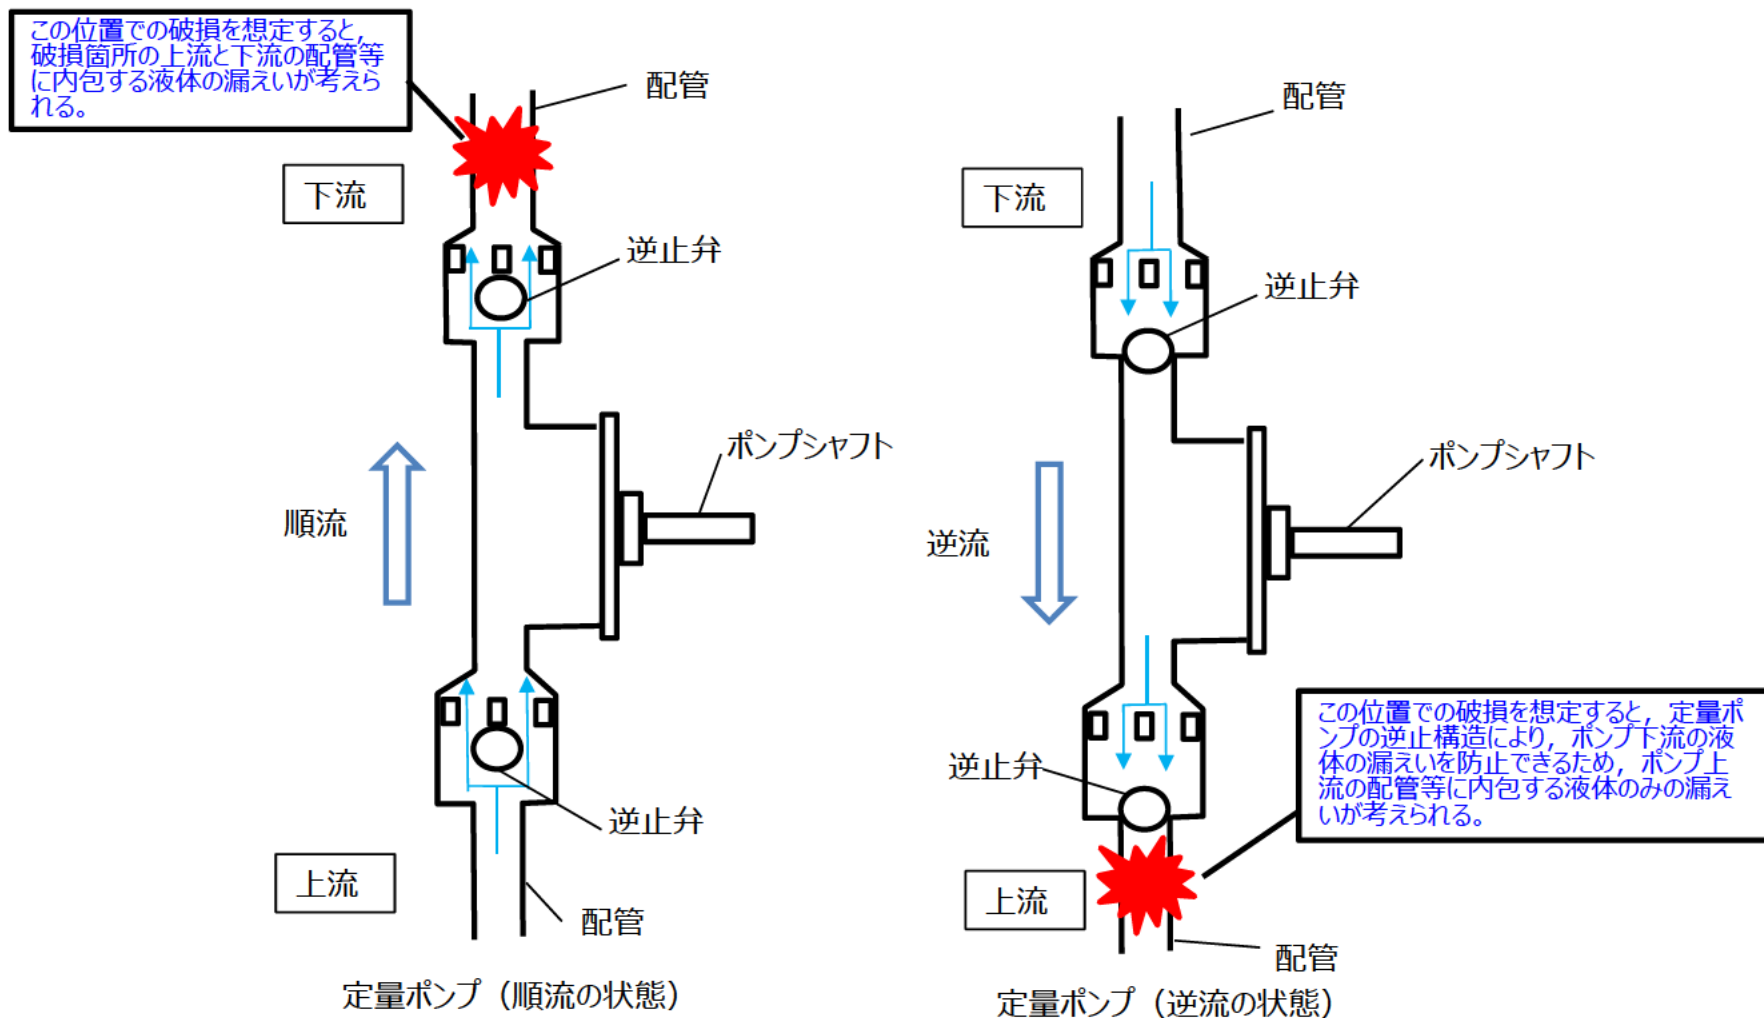 この位置での破損を想定すると，
破損箇所の上流と下流の配管等
に内包する液体の漏えいが考えら
れる。
配管
下流
逆止弁
ポンプシャフト
順流
逆止弁
上流
配管
定量ポンプ（順流の状態）
配管
下流
逆止弁
ポンプシャフト
逆流
この位置での破損を想定すると，定量ポ
ンプの逆止構造により，ポンプ下流の液
体の漏えいを防止できるため，ポンプ上
流の配管等に内包する液体のみの漏え
いが考えられる。
逆止弁
上流
配管
定量ポンプ（逆流の状態）